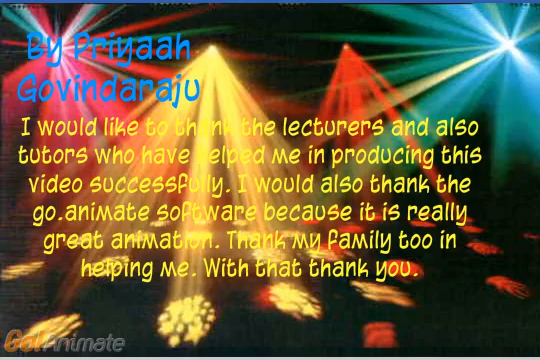 By Priyaah
Govindaraju
I would like to thank the lecturers and also
tutors who have helped me in producing this
video successfully. I would also thank the
go.animate software because it is really
great animation. Thank my family too in
helping me. With that thank you.
Go!Animate